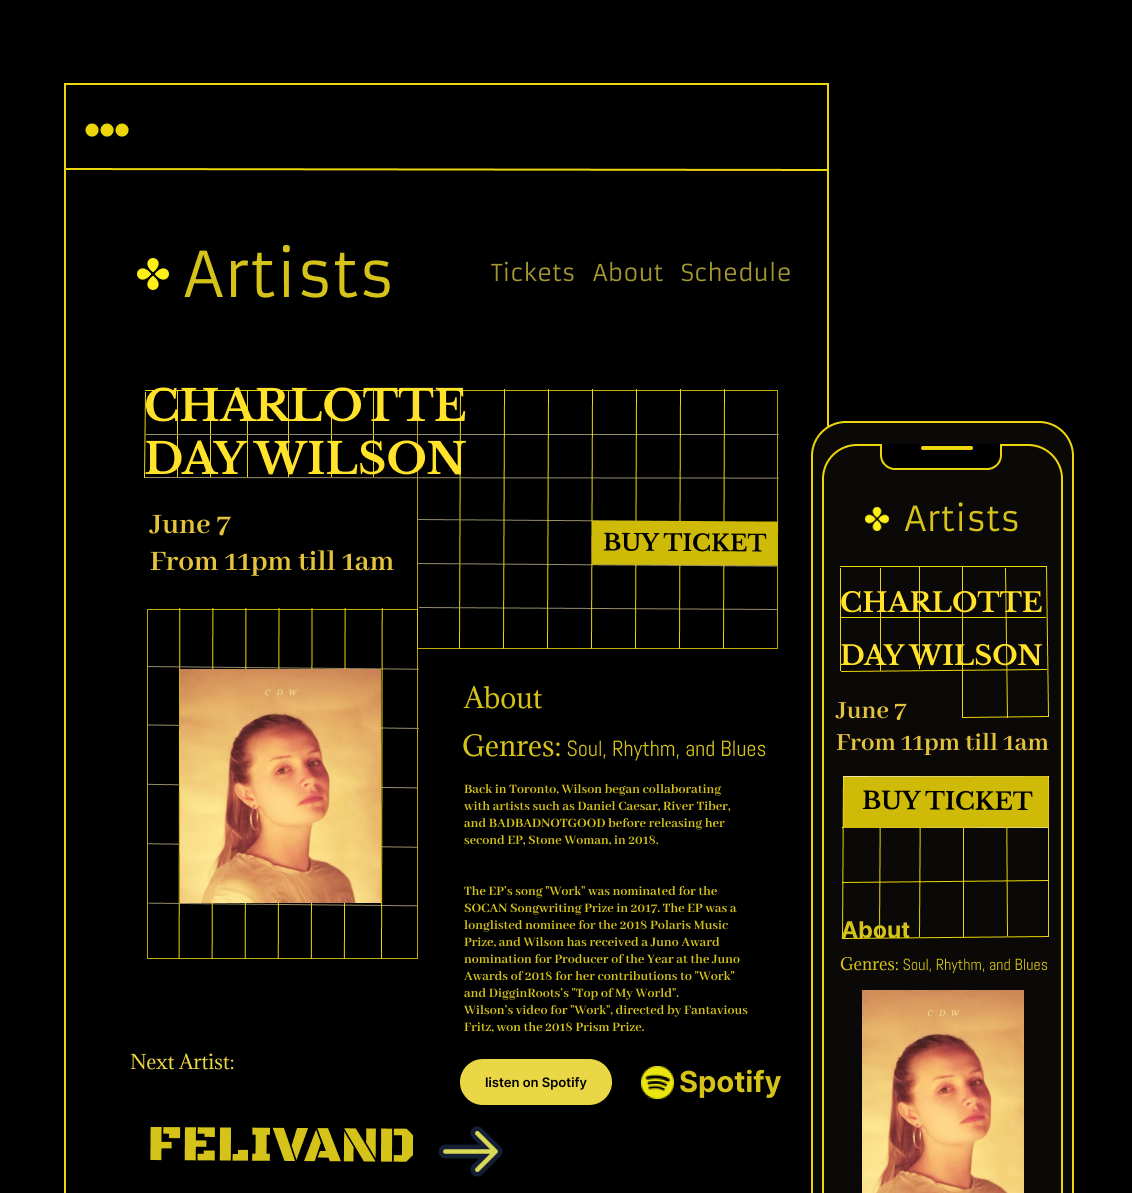 Artists
Tickets About Schedule
CHARLOTTE
DAY WILSON
June 7
From 11pm till 1am
BUY TICKET
CDW
About
Genres: Soul, Rhythm, and Blues
Back in Toronto, Wilson began collaborating
with artists such as Daniel Caesar, River Tiber,
and BADBADNOTGOOD before releasing her
second EP, Stone Woman, in 2018.
The EP's song "Work" was nominated for the
SOCAN Songwriting Prize in 2017. The EP was a
longlisted nominee for the 2018 Polaris Music
Prize, and Wilson has received a Juno Award
nomination for Producer of the Year at the Juno
Awards of 2018 for her contributions to "Work"
and DigginRoots's "Top of My World".
Wilson's video for "Work", directed by Fantavious
Fritz, won the 2018 Prism Prize.
listen on Spotify
Spotify
Next Artist:
FELIVAND
Artists
CHARLOTTE
DAY WILSON
June 7
From 11pm till 1am
BUY TICKET
About
Genres: Soul, Rhythm, and Blues
CDW